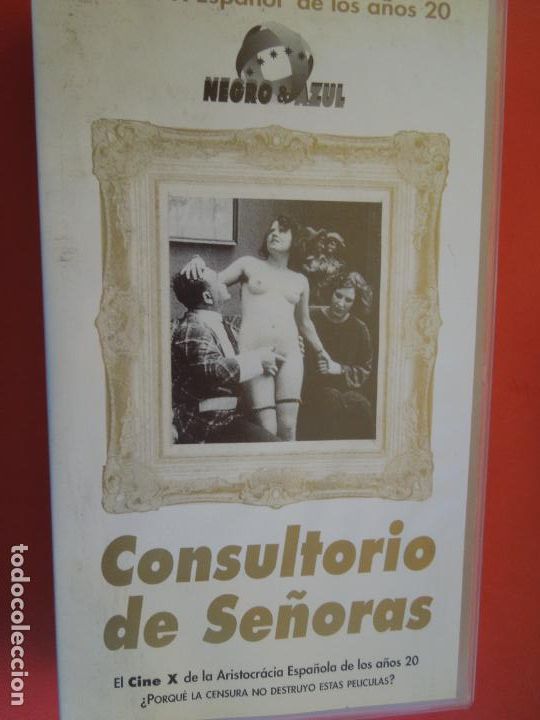 Español de los años 20
NEGRO & AZUL
Consultorio
de Señoras
El Cine X de la Aristocrácia Española de los años 20
¿PORQUÉ LA CENSURA NO DESTRUYO ESTAS PELICULAS?
todocoleccion